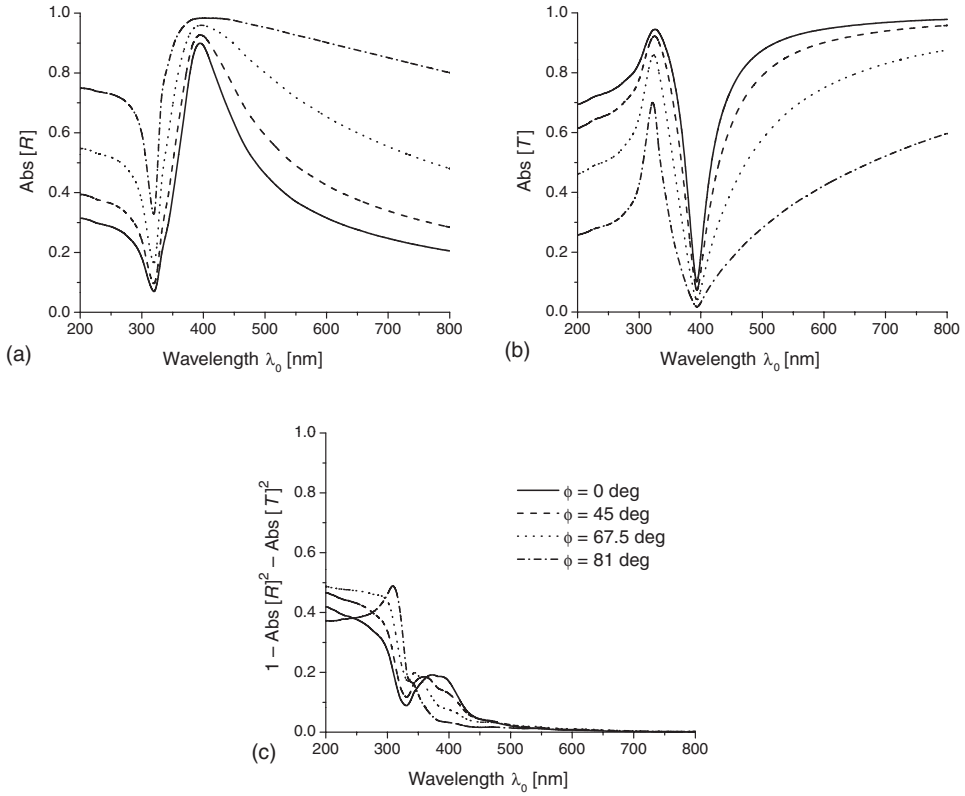 1.0
0.8
0.6
0.4
0.2
0.0
Abs [R]
200 300 400 500 600 700 800
Wavelength λ₀ [nm]
(a)
1.0
0.8
0.6
0.4
0.2
0.0
Abs [T]
200 300 400 500 600 700 800
Wavelength λ₀ [nm]
(b)
1.0
0.8
0.6
0.4
0.2
0.0
1 – Abs [R]² – Abs [T]²
ϕ = 0 deg
ϕ = 45 deg
ϕ = 67.5 deg
ϕ = 81 deg
200 300 400 500 600 700 800
Wavelength λ₀ [nm]
(c)